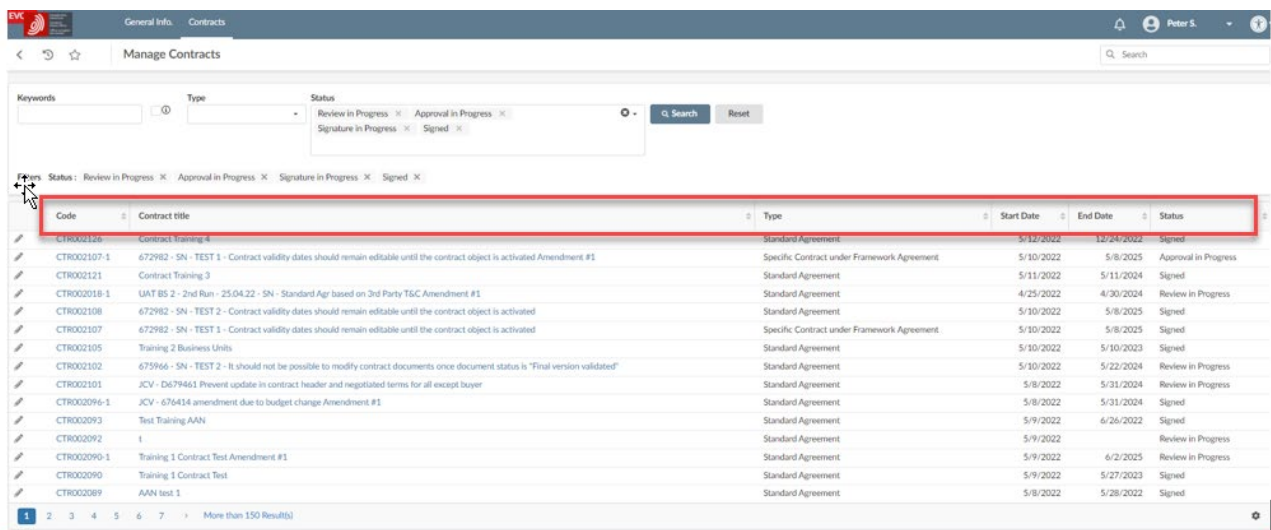 EVO
General Info. Contracts
Peter S.
Manage Contracts
Search
Keywords Type Status
Review in Progress × Approval in Progress ×
Signature in Progress × Signed ×
Search Reset
Filters Status : Review in Progress × Approval in Progress × Signature in Progress × Signed ×
Code Contract title Type Start Date End Date Status
CTR002126 Contract Training 4 Standard Agreement 5/12/2022 12/24/2022 Signed
CTR002107-1 672982 - SN - TEST 1 - Contract validity dates should remain editable until the contract object is activated Amendment #1 Specific Contract under Framework Agreement 5/10/2022 5/8/2025 Approval in Progress
CTR002121 Contract Training 3 Standard Agreement 5/11/2022 5/11/2024 Signed
CTR002018-1 UAT BS 2 - 2nd Run - 25.04.22 - SN - Standard Agr based on 3rd Party T&C Amendment #1 Standard Agreement 4/25/2022 4/30/2024 Review in Progress
CTR002108 672982 - SN - TEST 2 - Contract validity dates should remain editable until the contract object is activated Standard Agreement 5/10/2022 5/8/2025 Signed
CTR002107 672982 - SN - TEST 1 - Contract validity dates should remain editable until the contract object is activated Specific Contract under Framework Agreement 5/10/2022 5/8/2025 Signed
CTR002105 Training 2 Business Units Standard Agreement 5/10/2022 5/10/2023 Signed
CTR002102 675966 - SN - TEST 2 - It should not be possible to modify contract documents once document status is "Final version validated" Standard Agreement 5/10/2022 5/22/2024 Review in Progress
CTR002101 JCV - D679461 Prevent update in contract header and negotiated terms for all except buyer Standard Agreement 5/8/2022 5/31/2024 Review in Progress
CTR002096-1 JCV - 676414 amendment due to budget change Amendment #1 Standard Agreement 5/8/2022 5/31/2024 Signed
CTR002093 Test Training AAN Standard Agreement 5/9/2022 6/26/2022 Signed
CTR002092 t Standard Agreement 5/9/2022 Review in Progress
CTR002090-1 Training 1 Contract Test Amendment #1 Standard Agreement 5/9/2022 6/2/2025 Review in Progress
CTR002090 Training 1 Contract Test Standard Agreement 5/9/2022 5/27/2023 Signed
CTR002089 AAN test 1 Standard Agreement 5/8/2022 5/28/2022 Signed
1 2 3 4 5 6 7 › More than 150 Result(s)